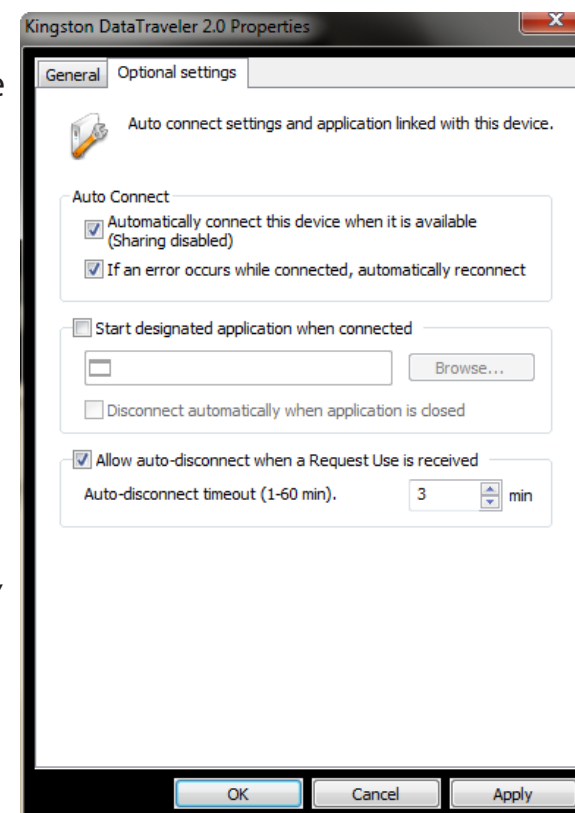 Kingston DataTraveler 2.0 Properties
e
General Optional settings
Auto connect settings and application linked with this device.
Auto Connect
Automatically connect this device when it is available
(Sharing disabled)
If an error occurs while connected, automatically reconnect
Start designated application when connected
Browse...
Disconnect automatically when application is closed
Allow auto-disconnect when a Request Use is received
Auto-disconnect timeout (1-60 min). 3 min
OK Cancel Apply